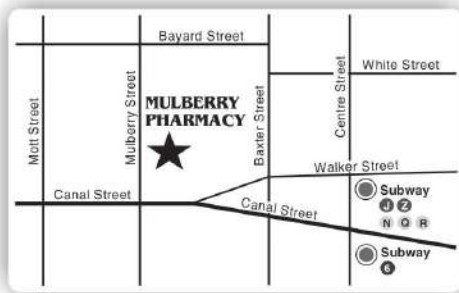 Bayard Street
White Street
Mott Street
Mulberry Street
MULBERRY
PHARMACY
Baxter Street
Centre Street
Walker Street
Canal Street
Canal Street
Subway
J Z
N Q R
Subway
6